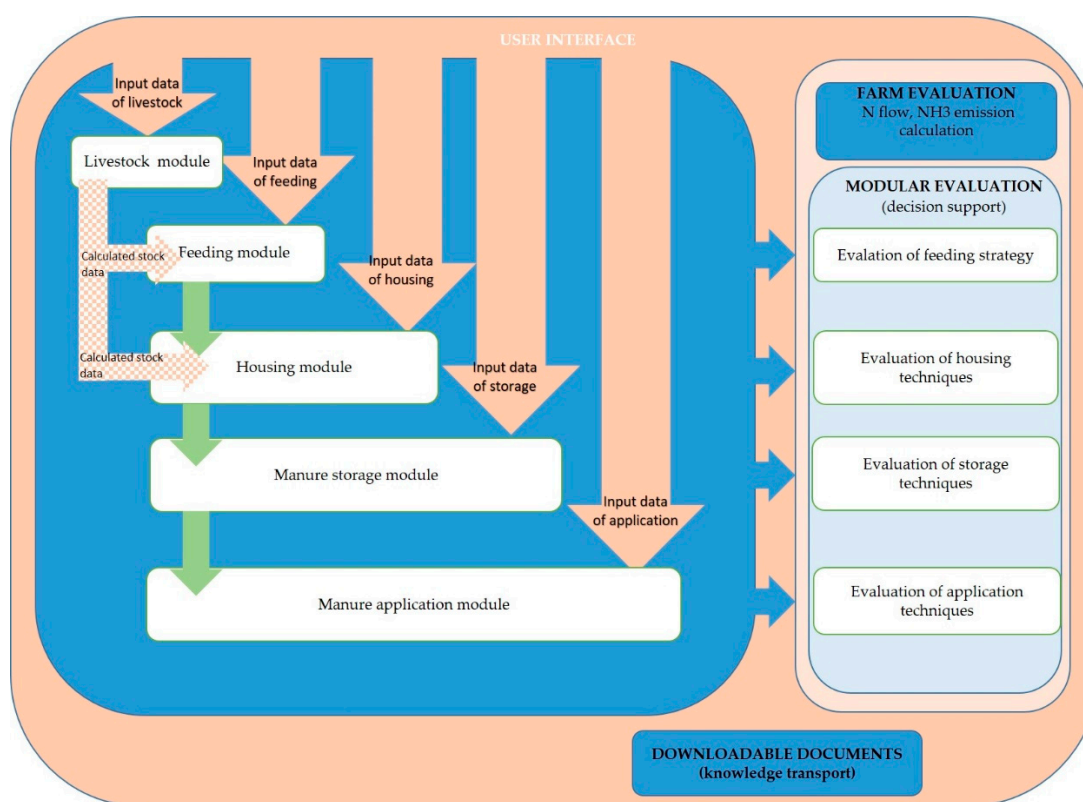 USER INTERFACE
Input data
of livestock
Livestock module
Input data
of feeding
Calculated stock
data
Feeding module
Input data
of housing
Calculated stock
data
Housing module
Input data
of storage
Manure storage module
Input data
of application
Manure application module
FARM EVALUATION
N flow, NH3 emission
calculation
MODULAR EVALUATION
(decision support)
Evalation of feeding strategy
Evaluation of housing
techniques
Evaluation of storage
techniques
Evaluation of application
techniques
DOWNLOADABLE DOCUMENTS
(knowledge transport)